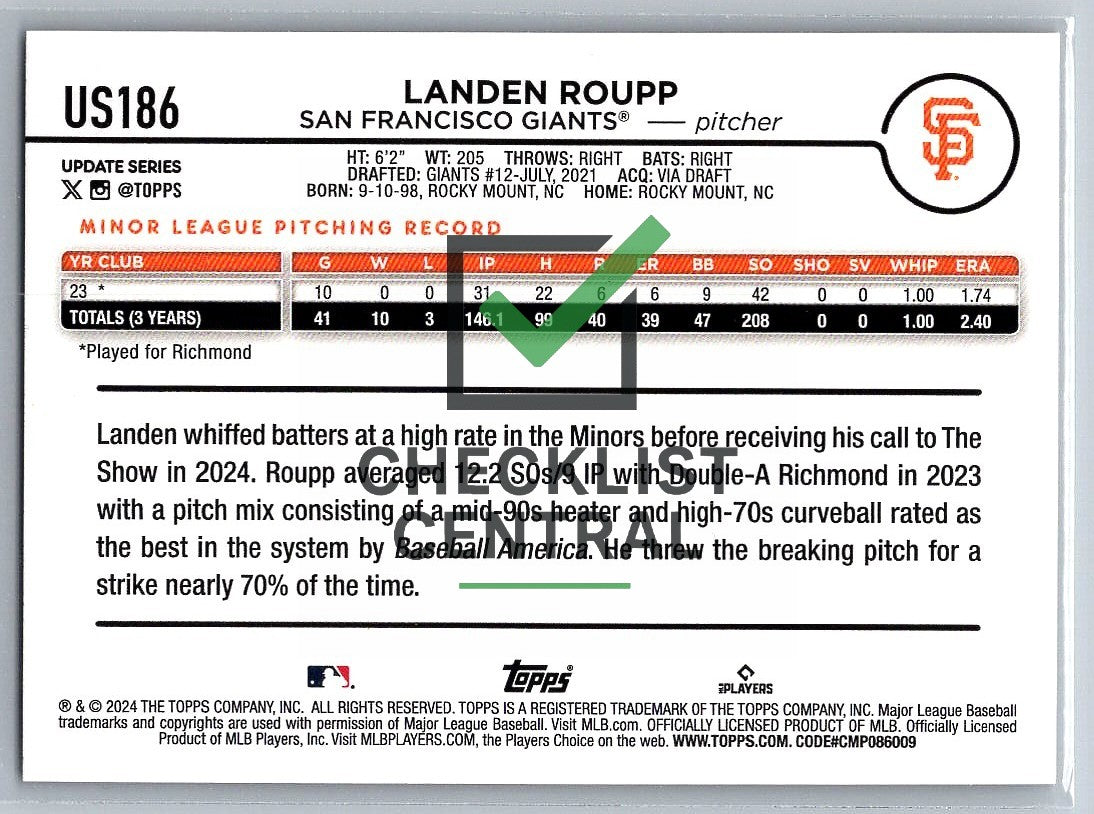 US186
LANDEN ROUPP
SAN FRANCISCO GIANTS® — pitcher
SF
UPDATE SERIES
@TOPPS
HT: 6'2" WT: 205 THROWS: RIGHT BATS: RIGHT
DRAFTED: GIANTS #12-JULY, 2021 ACQ: VIA DRAFT
BORN: 9-10-98, ROCKY MOUNT, NC HOME: ROCKY MOUNT, NC
MINOR LEAGUE PITCHING RECORD
YR CLUB G W L IP H R ER BB SO SHO SV WHIP ERA
23 * 10 0 0 31 22 6 6 9 42 0 0 1.00 1.74
TOTALS (3 YEARS) 41 10 3 146.1 99 40 39 47 208 0 0 1.00 2.40
*Played for Richmond
Landen whiffed batters at a high rate in the Minors before receiving his call to The
Show in 2024. Roupp averaged 12.2 SOs/9 IP with Double-A Richmond in 2023
with a pitch mix consisting of a mid-90s heater and high-70s curveball rated as
the best in the system by Baseball America. He threw the breaking pitch for a
strike nearly 70% of the time.
CHECKLIST
CENTRAL
Topps®
MLB PLAYERS
® & © 2024 THE TOPPS COMPANY, INC. ALL RIGHTS RESERVED. TOPPS IS A REGISTERED TRADEMARK OF THE TOPPS COMPANY, INC. Major League Baseball
trademarks and copyrights are used with permission of Major League Baseball. Visit MLB.com. OFFICIALLY LICENSED PRODUCT OF MLB. Officially Licensed
Product of MLB Players, Inc. Visit MLBPLAYERS.COM, the Players Choice on the web. WWW.TOPPS.COM. CODE#CMP086009